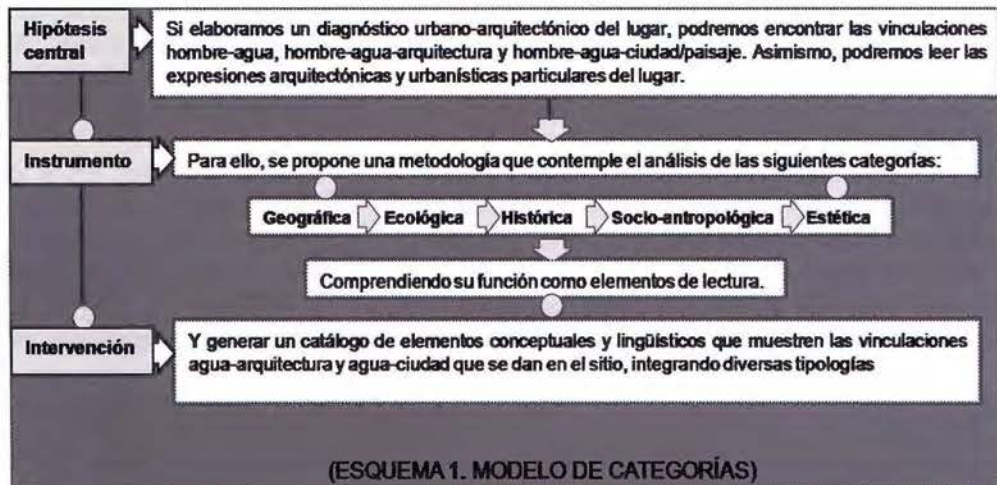 Hipótesis
central
Si elaboramos un diagnóstico urbano-arquitectónico del lugar, podremos encontrar las vinculaciones
hombre-agua, hombre-agua-arquitectura y hombre-agua-ciudad/paisaje. Asimismo, podremos leer las
expresiones arquitectónicas y urbanísticas particulares del lugar.
Instrumento
Para ello, se propone una metodología que contemple el análisis de las siguientes categorías:
Geográfica Ecológica Histórica Socio-antropológica Estética
Comprendiendo su función como elementos de lectura.
Intervención
Y generar un catálogo de elementos conceptuales y lingüísticos que muestren las vinculaciones
agua-arquitectura y agua-ciudad que se dan en el sitio, integrando diversas tipologías
(ESQUEMA 1. MODELO DE CATEGORÍAS)